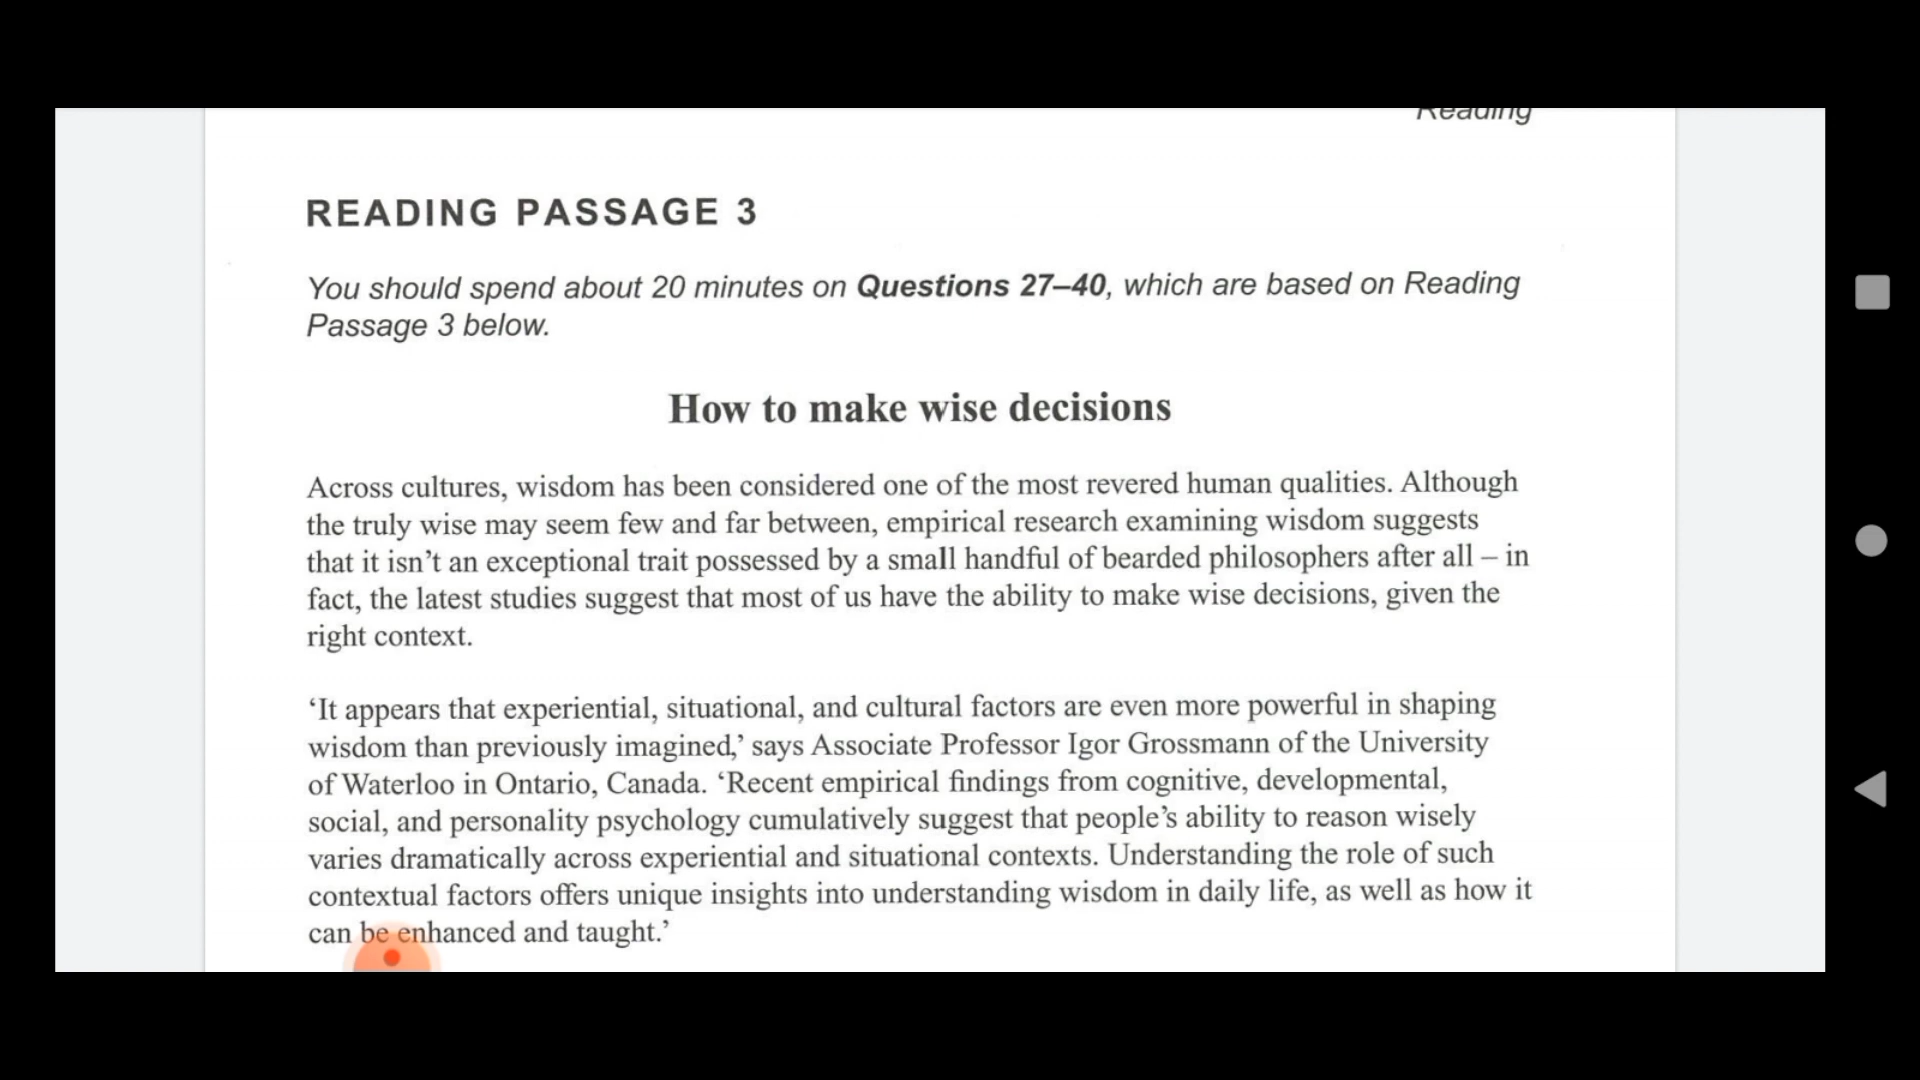 Reading
READING PASSAGE 3
You should spend about 20 minutes on Questions 27–40, which are based on Reading
Passage 3 below.
How to make wise decisions
Across cultures, wisdom has been considered one of the most revered human qualities. Although
the truly wise may seem few and far between, empirical research examining wisdom suggests
that it isn’t an exceptional trait possessed by a small handful of bearded philosophers after all – in
fact, the latest studies suggest that most of us have the ability to make wise decisions, given the
right context.
‘It appears that experiential, situational, and cultural factors are even more powerful in shaping
wisdom than previously imagined,’ says Associate Professor Igor Grossmann of the University
of Waterloo in Ontario, Canada. ‘Recent empirical findings from cognitive, developmental,
social, and personality psychology cumulatively suggest that people’s ability to reason wisely
varies dramatically across experiential and situational contexts. Understanding the role of such
contextual factors offers unique insights into understanding wisdom in daily life, as well as how it
can be enhanced and taught.’